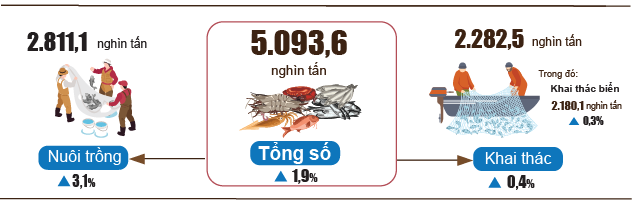 2.811,1 nghìn tấn
Nuôi trồng
▲ 3,1%
5.093,6
nghìn tấn
Tổng số
▲ 1,9%
2.282,5 nghìn tấn
Trong đó:
Khai thác biển
2.180,1 nghìn tấn
▲ 0,3%
Khai thác
▲ 0,4%